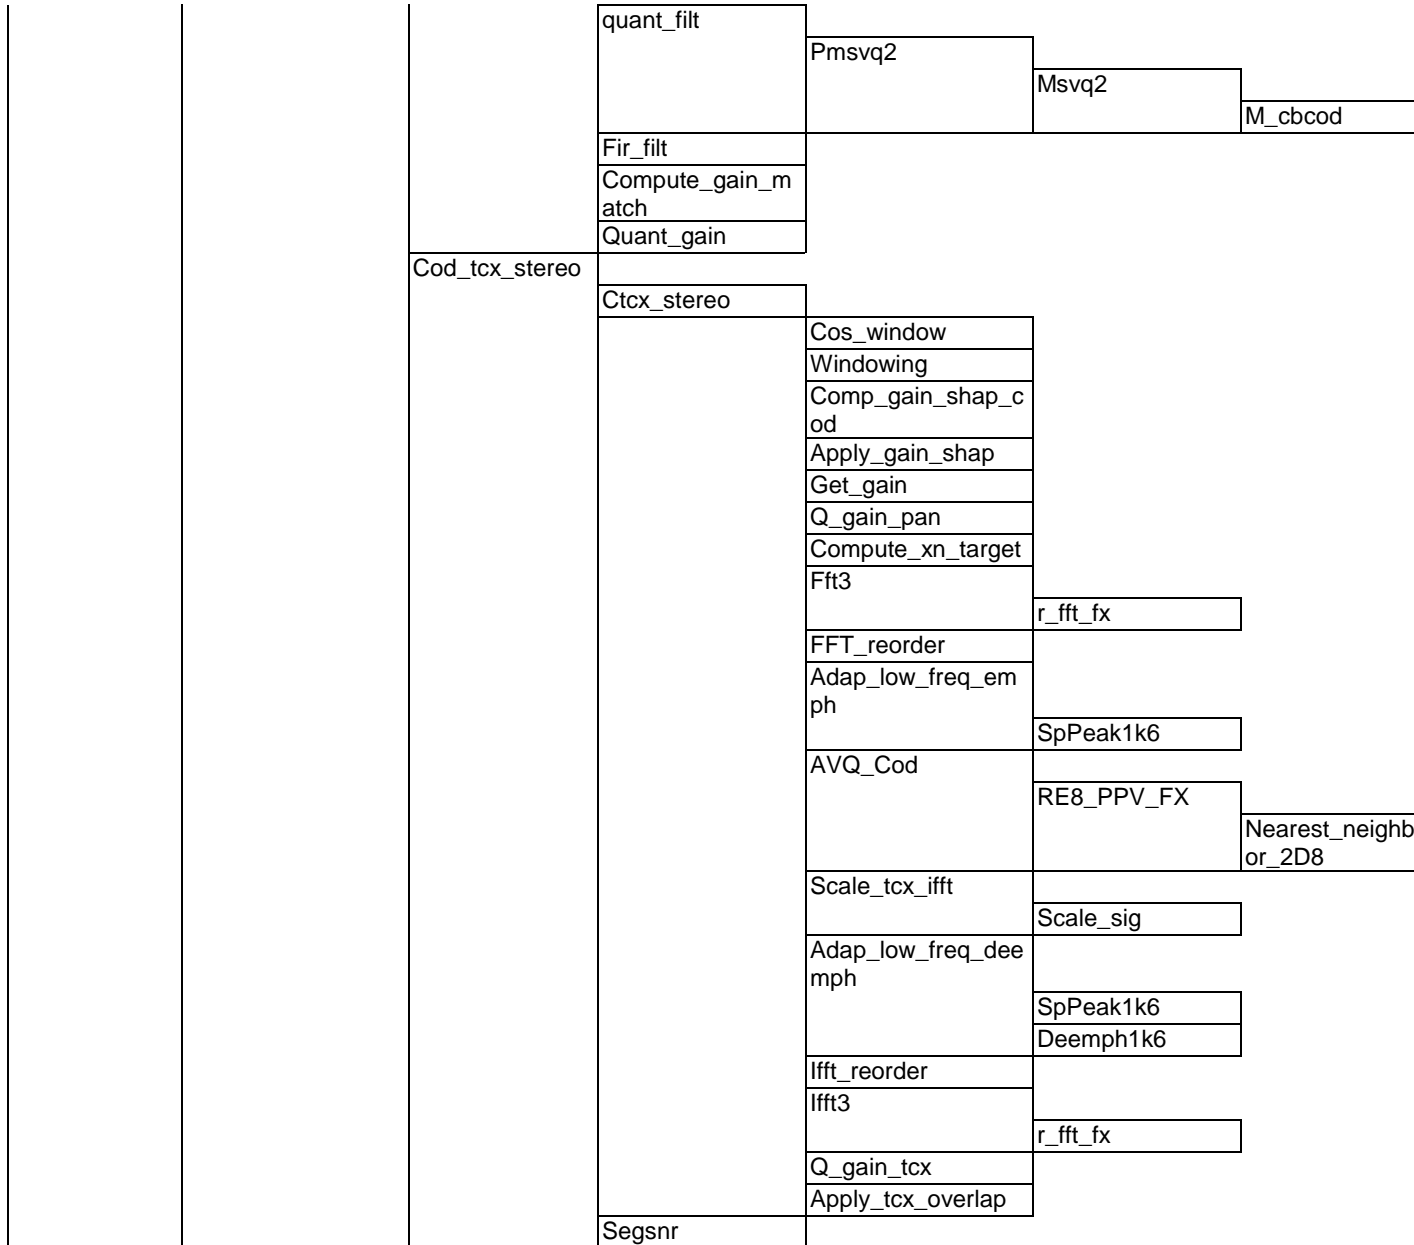 quant_filt
Pmsvq2
Msvq2
M_cbcod
Fir_filt
Compute_gain_m
atch
Quant_gain
Cod_tcx_stereo
Ctcx_stereo
Cos_window
Windowing
Comp_gain_shap_c
od
Apply_gain_shap
Get_gain
Q_gain_pan
Compute_xn_target
Fft3
r_fft_fx
FFT_reorder
Adap_low_freq_em
ph
SpPeak1k6
AVQ_Cod
RE8_PPV_FX
Nearest_neighb
or_2D8
Scale_tcx_ifft
Scale_sig
Adap_low_freq_dee
mph
SpPeak1k6
Deemph1k6
Ifft_reorder
Ifft3
r_fft_fx
Q_gain_tcx
Apply_tcx_overlap
Segsnr